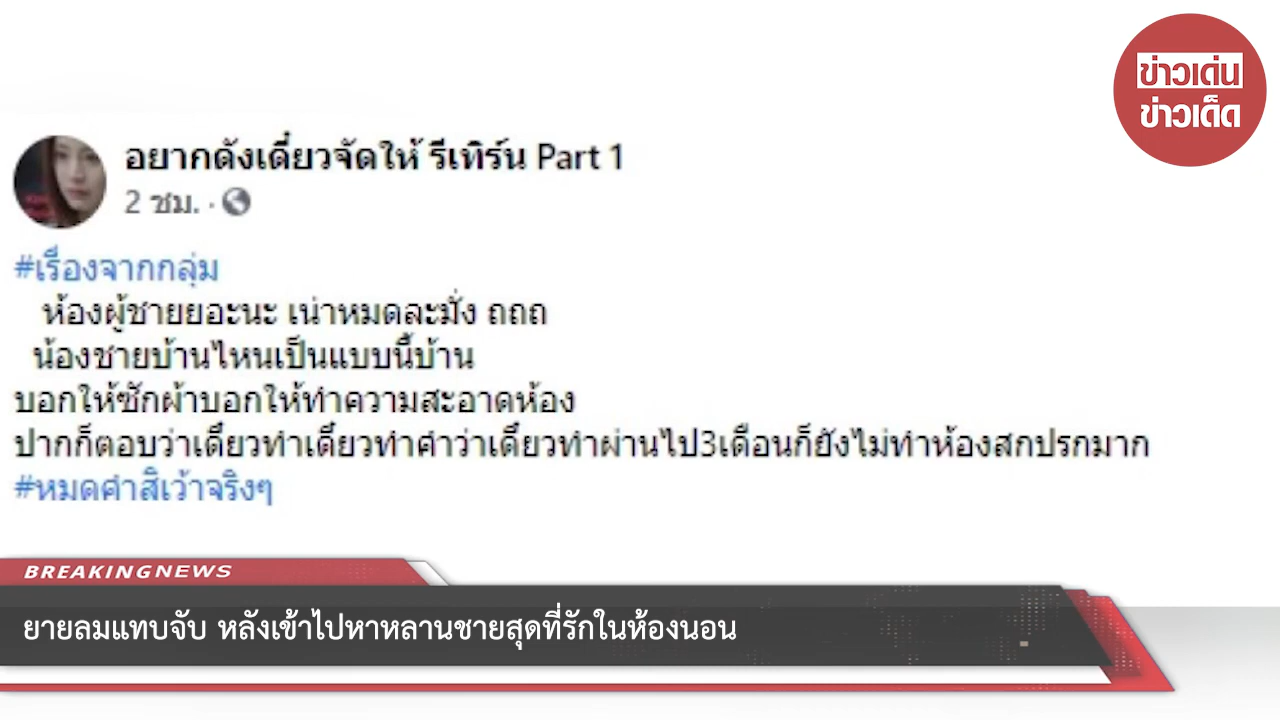 ข่าวเด่น
ข่าวเด็ด
อยากดังเดี๋ยวจัดให้ รีเทิร์น Part 1
2 ชม. ·
#เรื่องจากกลุ่ม
ห้องผู้ชายยอะนะ เน่าหมดละมั่ง ถถถ
น้องชายบ้านไหนเป็นแบบนี้บ้าน
บอกให้ซักผ้าบอกให้ทำความสะอาดห้อง
ปากก็ตอบว่าเดี๋ยวทำเดี๋ยวทำคำว่าเดี๋ยวทำผ่านไป3เดือนก็ยังไม่ทำห้องสกปรกมาก
#หมดคำสิเว้าจริงๆ
BREAKINGNEWS
ยายลมแทบจับ หลังเข้าไปหาหลานชายสุดที่รักในห้องนอน